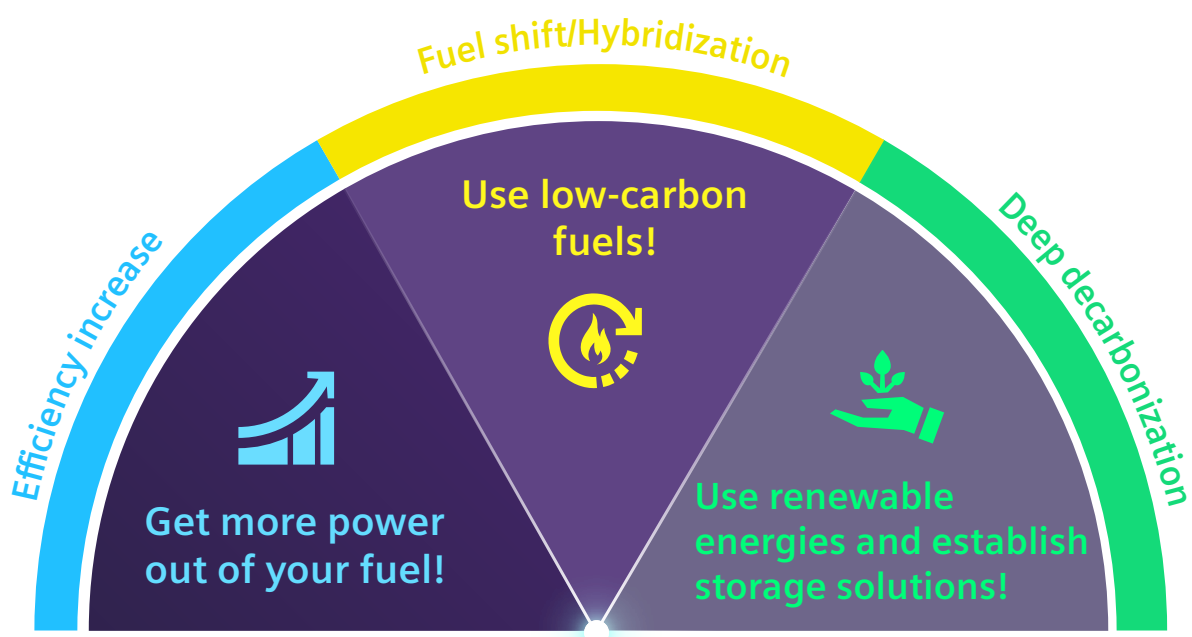 Fuel shift/Hybridization
Efficiency increase
Deep decarbonization
Use low-carbon
fuels!
Get more power
out of your fuel!
Use renewable
energies and establish
storage solutions!